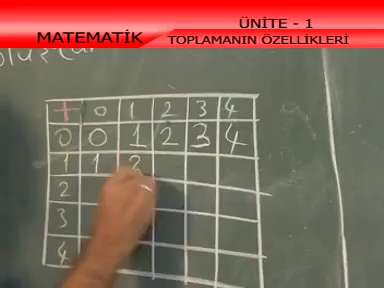 ÜNİTE - 1
MATEMATİK
TOPLAMANIN ÖZELLİKLERİ
+ 0 1 2 3 4
0 0 1 2 3 4
1 1 2
2
3
4